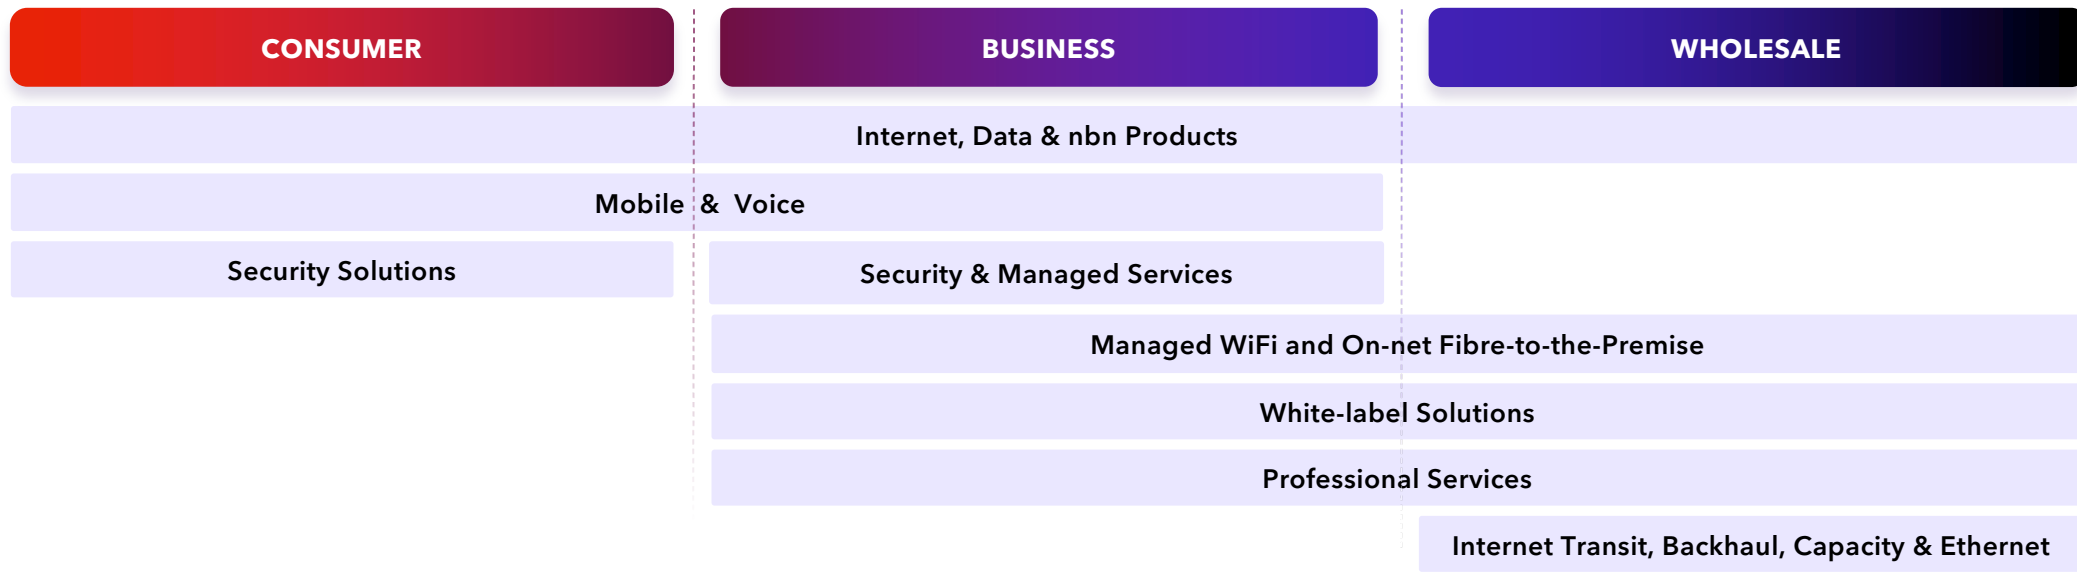 CONSUMER
BUSINESS
WHOLESALE
Internet, Data & nbn Products
Mobile & Voice
Security Solutions
Security & Managed Services
Managed WiFi and On-net Fibre-to-the-Premise
White-label Solutions
Professional Services
Internet Transit, Backhaul, Capacity & Ethernet